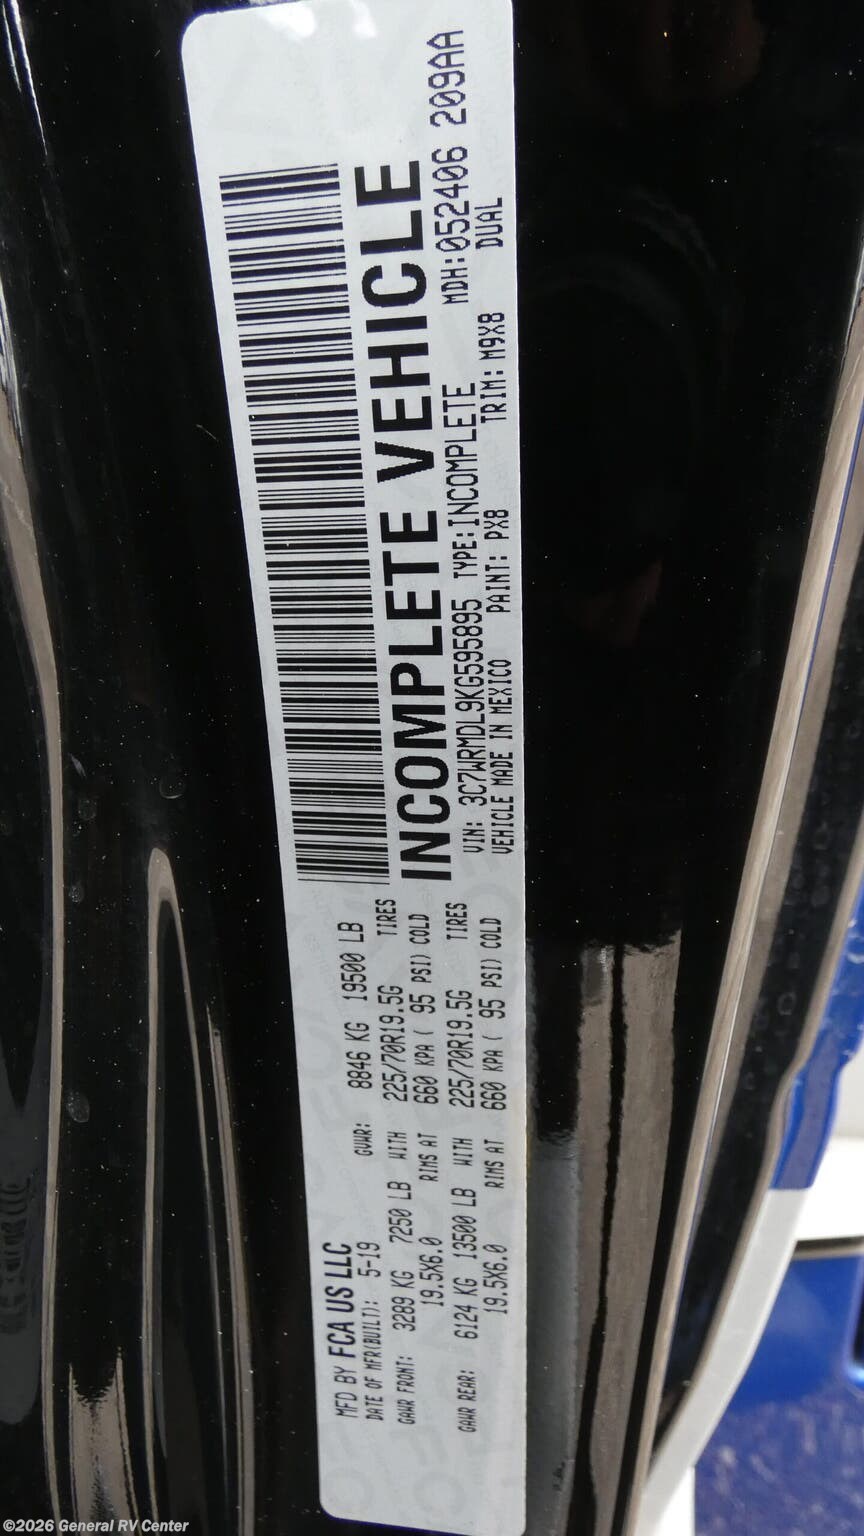 MFD BY FCA US LLC
DATE OF MFR(BUILT): 5-19 GVWR: 8846 KG 19500 LB
GAWR FRONT: 3289 KG 7250 LB WITH 225/70R19.5G TIRES
19.5X6.0 RIMS AT 660 KPA ( 95 PSI) COLD
GAWR REAR: 6124 KG 13500 LB WITH 225/70R19.5G TIRES
19.5X6.0 RIMS AT 660 KPA ( 95 PSI) COLD
INCOMPLETE VEHICLE
VIN: 3C7WRMDL9KG595895 TYPE:INCOMPLETE MDH:052406 209AA
VEHICLE MADE IN MEXICO PAINT: PX8 TRIM: M9X8 DUAL
©2026 General RV Center